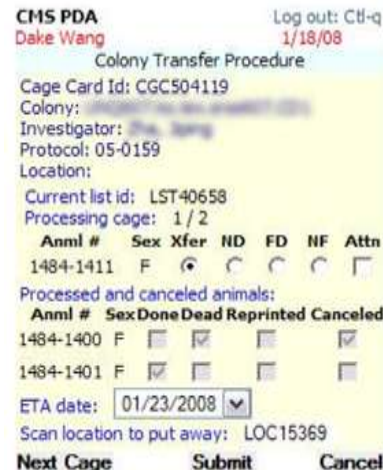 CMS PDA Log out: Ctl-q
Dake Wang 1/18/08
Colony Transfer Procedure
Cage Card Id: CGC504119
Colony:
Investigator:
Protocol: 05-0159
Location:
Current list id: LST40658
Processing cage: 1 / 2
Anml # Sex Xfer ND FD NF Attn
1484-1411 F
Processed and canceled animals:
Anml # Sex Done Dead Reprinted Canceled
1484-1400 F
1484-1401 F
ETA date: 01/23/2008
Scan location to put away: LOC15369
Next Cage Submit Cancel